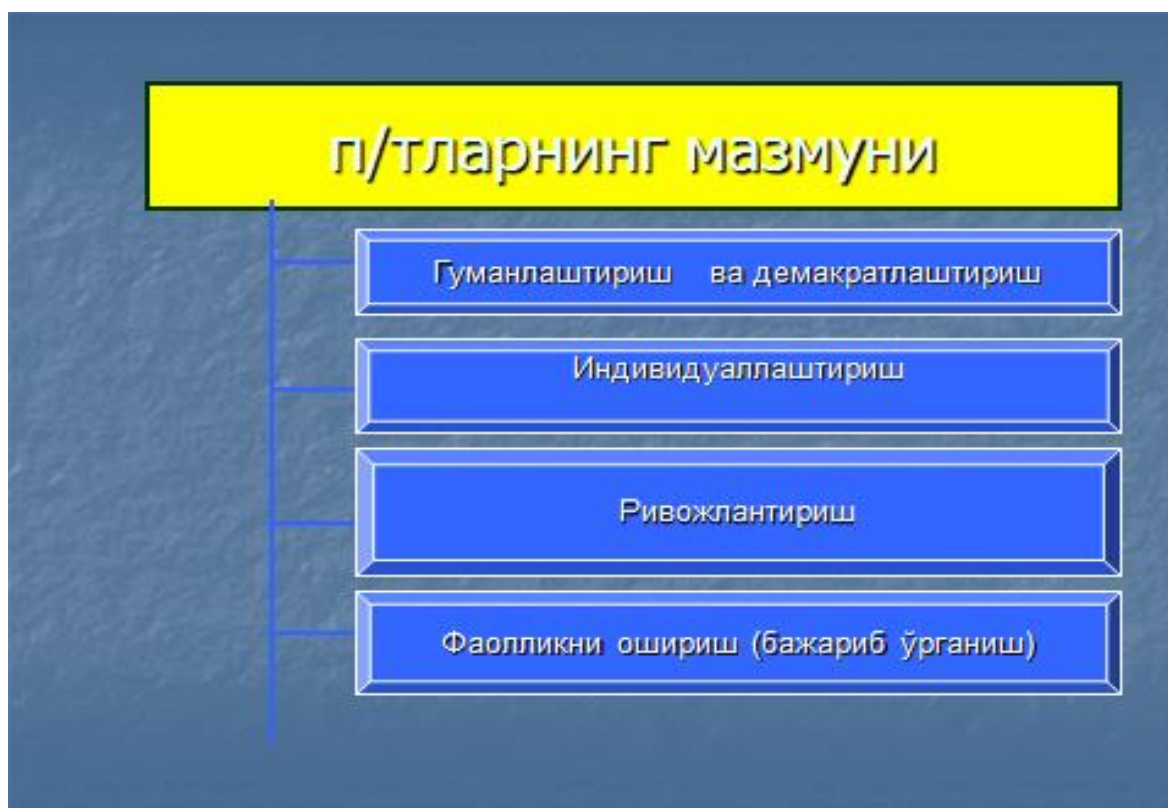 п/тларнинг мазмуни
Гуманлаштириш ва демакратлаштириш
Индивидуаллаштириш
Ривожлантириш
Фаолликни ошириш (бажариб ўрганиш)